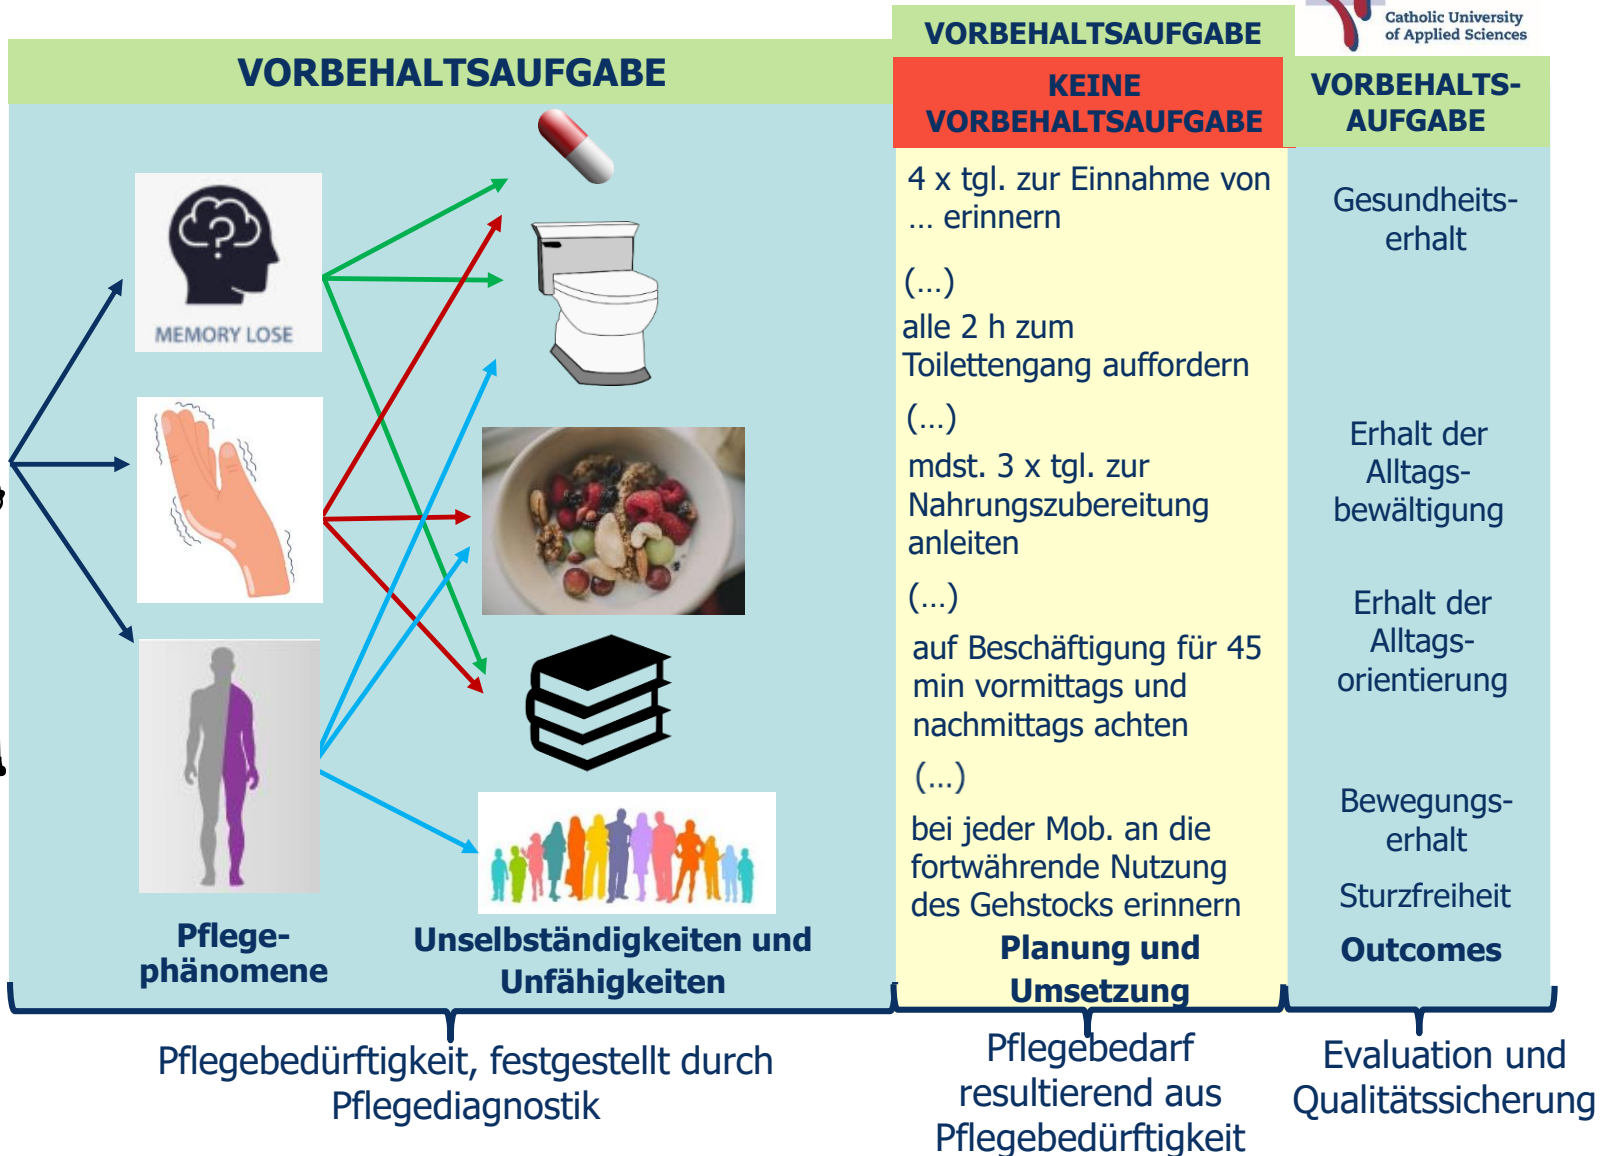 Catholic University
of Applied Sciences
VORBEHALTSAUFGABE
VORBEHALTSAUFGABE
KEINE
VORBEHALTSAUFGABE
VORBEHALTS-
AUFGABE
MEMORY LOSE
Pflege-
phänomene
Unselbständigkeiten und
Unfähigkeiten
4 x tgl. zur Einnahme von
... erinnern
(...)
alle 2 h zum
Toilettengang auffordern
(...)
mdst. 3 x tgl. zur
Nahrungszubereitung
anleiten
(...)
auf Beschäftigung für 45
min vormittags und
nachmittags achten
(...)
bei jeder Mob. an die
fortwährende Nutzung
des Gehstocks erinnern
Planung und
Umsetzung
Gesundheits-
erhalt
Erhalt der
Alltags-
bewältigung
Erhalt der
Alltags-
orientierung
Bewegungs-
erhalt
Sturzfreiheit
Outcomes
Pflegebedürftigkeit, festgestellt durch
Pflegediagnostik
Pflegebedarf
resultierend aus
Pflegebedürftigkeit
Evaluation und
Qualitätssicherung